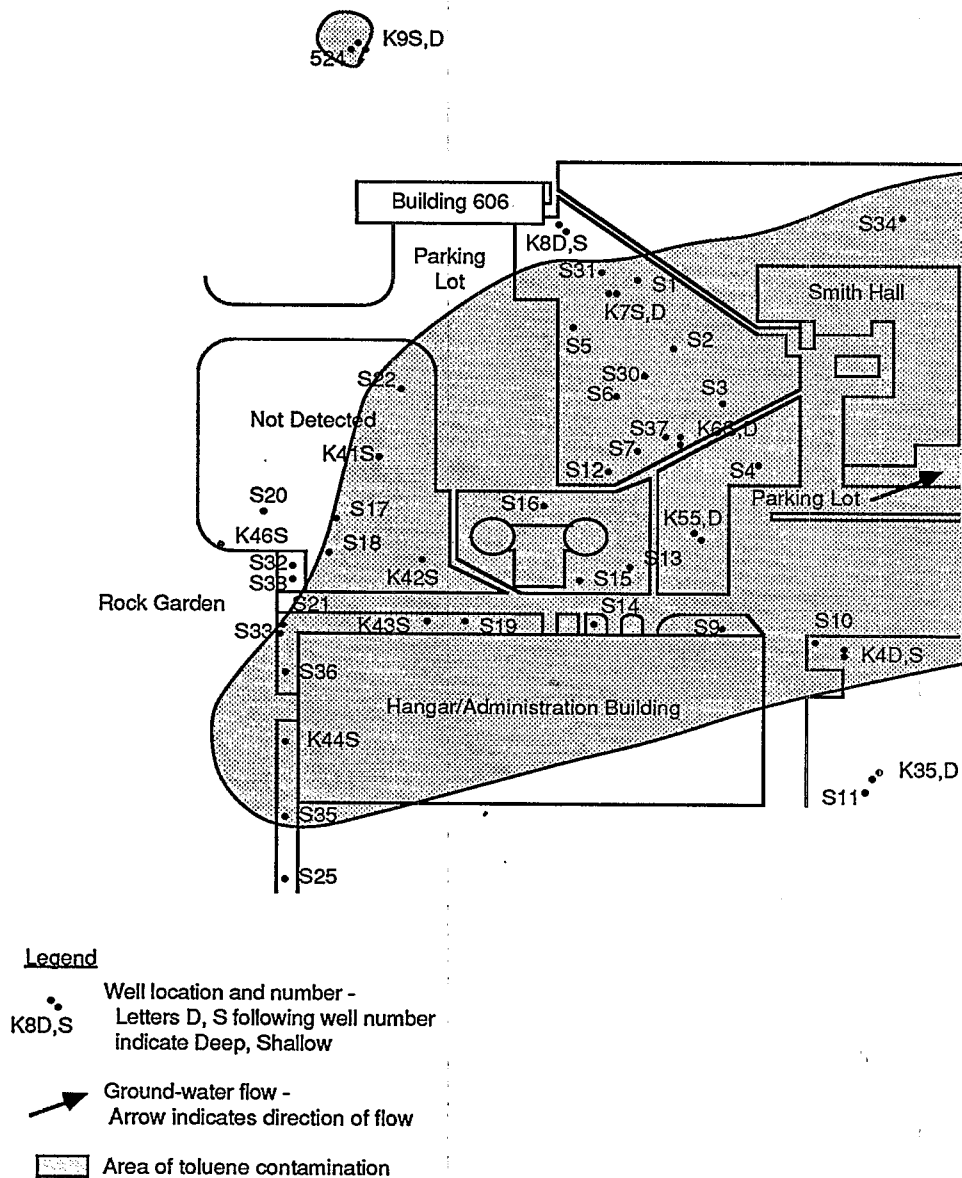 K9S,D
524
Building 606
S34
K8D,S
Parking
Lot
S31
S1
Smith Hall
K7S,D
S5
S2
S30
S22
S6
S3
Not Detected
S37
K6S,D
K41S
S7
S12
S4
Parking Lot
S20
S16
S17
K55,D
K46S
S18
S32
S13
K42S
S38
S15
Rock Garden
S21
S14
S33
K43S
S19
S9
S10
K4D,S
S36
Hangar/Administration Building
K44S
K35,D
S11
S35
S25
Legend
Well location and number -
K8D,S
Letters D, S following well number
indicate Deep, Shallow
Ground-water flow -
Arrow indicates direction of flow
Area of toluene contamination